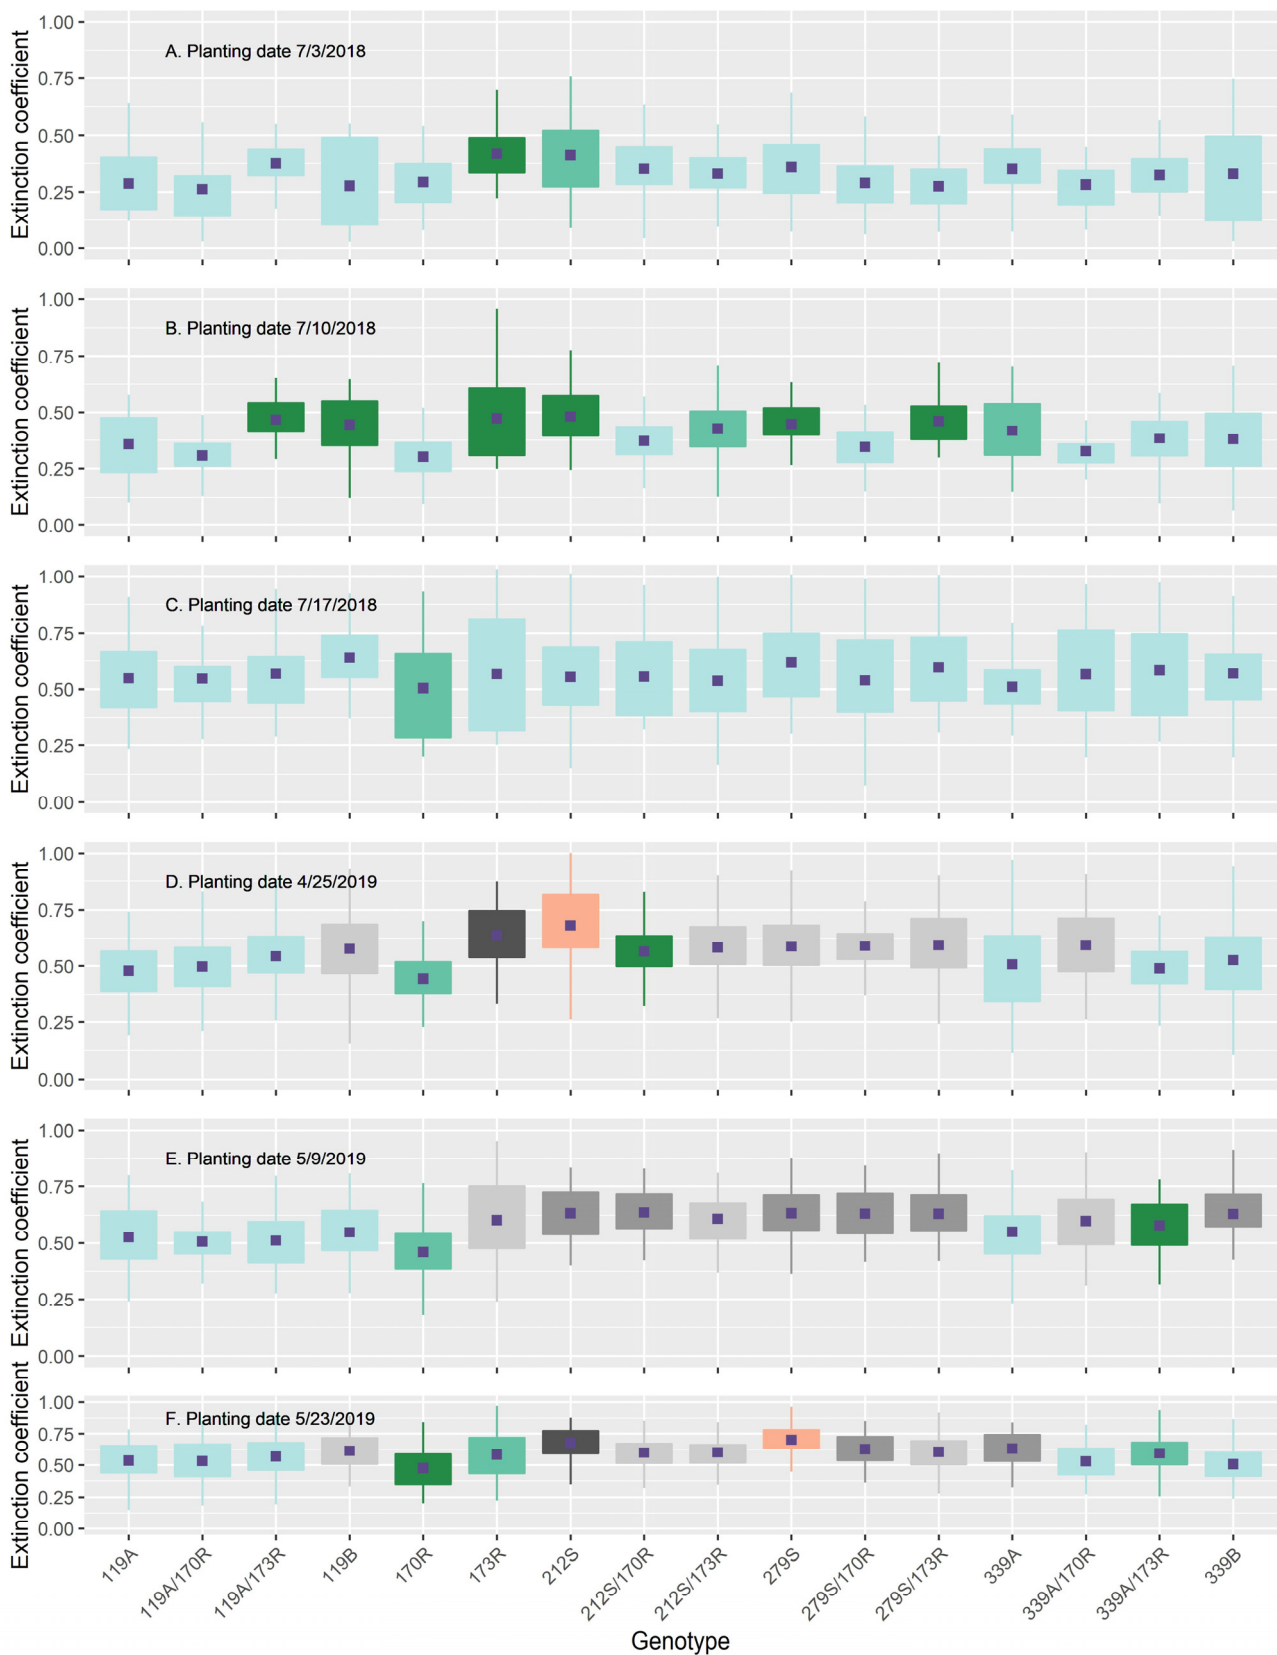 Extinction coefficient
1.00
0.75
0.50
0.25
0.00
A. Planting date 7/3/2018
Extinction coefficient
1.00
0.75
0.50
0.25
0.00
B. Planting date 7/10/2018
Extinction coefficient
1.00
0.75
0.50
0.25
0.00
C. Planting date 7/17/2018
Extinction coefficient
1.00
0.75
0.50
0.25
0.00
D. Planting date 4/25/2019
Extinction coefficient
1.00
0.75
0.50
0.25
0.00
E. Planting date 5/9/2019
Extinction coefficient
1.00
0.75
0.50
0.25
0.00
F. Planting date 5/23/2019
119A
119A/170R
119A/173R
119B
170R
173R
212S
212S/170R
212S/173R
279S
279S/170R
279S/173R
339A
339A/170R
339A/173R
339B
Genotype